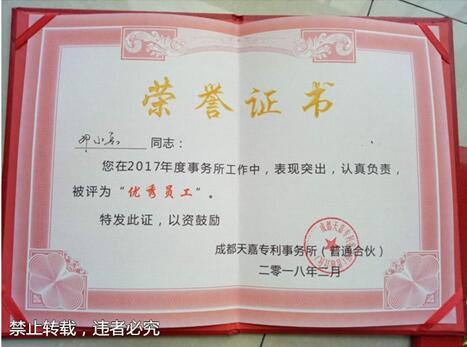 荣誉证书
同志：
您在2017年度事务所工作中，表现突出，认真负责，
被评为“优秀员工”。
特发此证，以资鼓励
成都天嘉专利事务所（普通合伙）
二零一八年二月
禁止转载，违者必究